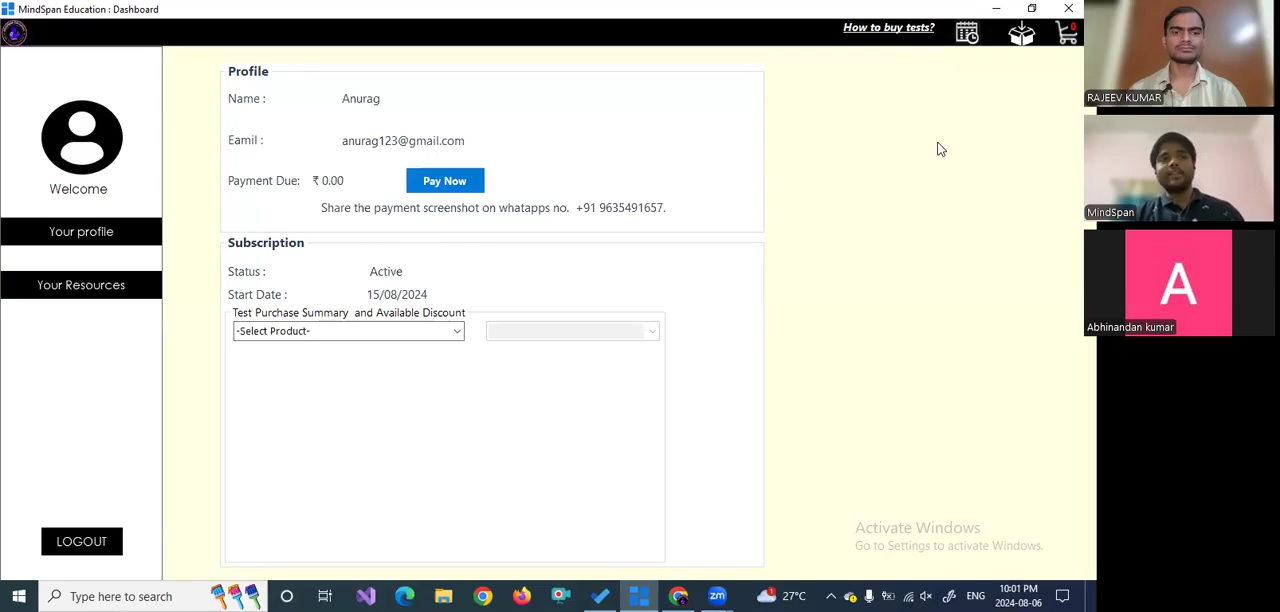 MindSpan Education : Dashboard
How to buy tests?
0
Welcome
Your profile
Your Resources
LOGOUT
Profile
Name :
Anurag
Eamil :
anurag123@gmail.com
Payment Due: ₹ 0.00
Pay Now
Share the payment screenshot on whatapps no. +91 9635491657.
Subscription
Status :
Active
Start Date :
15/08/2024
Test Purchase Summary and Available Discount
-Select Product-
Activate Windows
Go to Settings to activate Windows.
RAJEEV KUMAR
MindSpan
A
Abhinandan kumar
Type here to search
zm
1
27°C
ENG
10:01 PM
2024-08-06